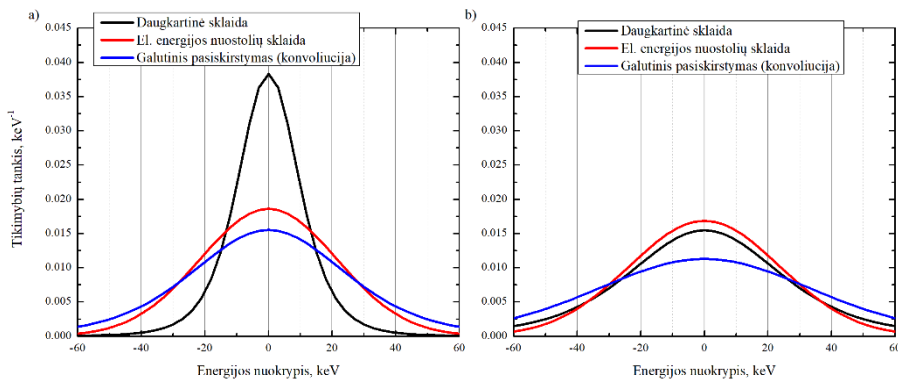 a)
Daugkartinė sklaida
El. energijos nuostolių sklaida
Galutinis pasiskirstymas (konvoliucija)
0.045
0.040
0.035
0.030
0.025
0.020
0.015
0.010
0.005
0.000
Tikimybių tankis, keV⁻¹
-60 -40 -20 0 20 40 60
Energijos nuokrypis, keV
b)
Daugkartinė sklaida
El. energijos nuostolių sklaida
Galutinis pasiskirstymas (konvoliucija)
0.045
0.040
0.035
0.030
0.025
0.020
0.015
0.010
0.005
0.000
-60 -40 -20 0 20 40 60
Energijos nuokrypis, keV